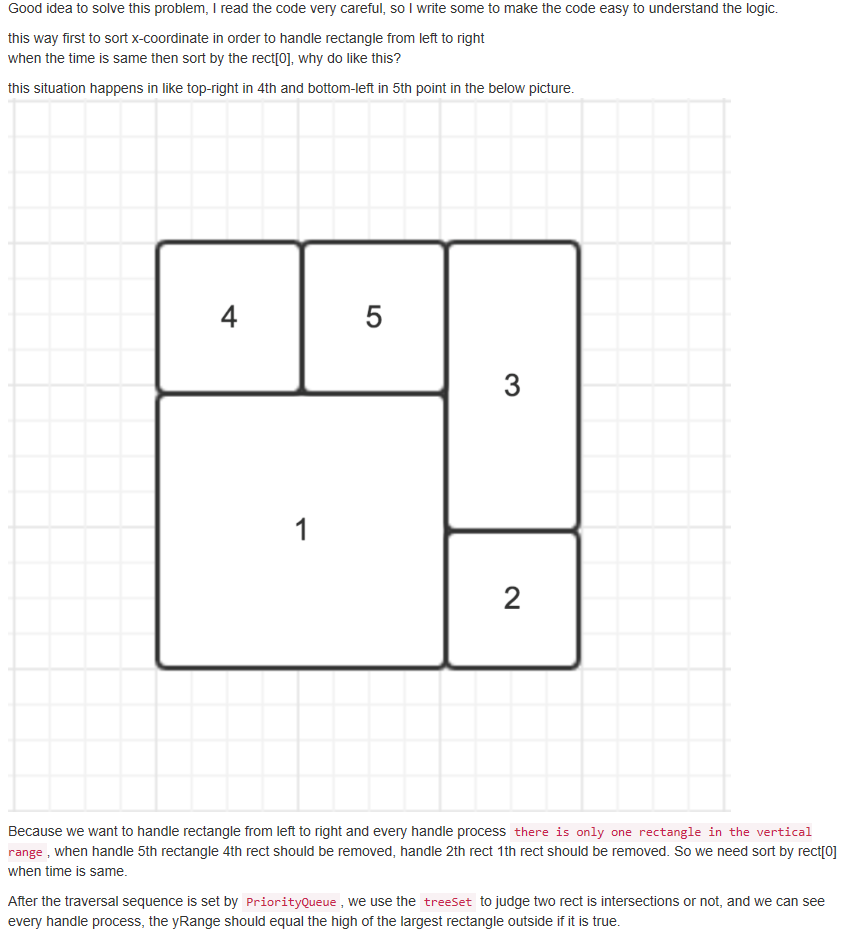 Good idea to solve this problem, I read the code very careful, so I write some to make the code easy to understand the logic.
this way first to sort x-coordinate in order to handle rectangle from left to right
when the time is same then sort by the rect[0], why do like this?
this situation happens in like top-right in 4th and bottom-left in 5th point in the below picture.
4
5
3
1
2
Because we want to handle rectangle from left to right and every handle process there is only one rectangle in the vertical
range , when handle 5th rectangle 4th rect should be removed, handle 2th rect 1th rect should be removed. So we need sort by rect[0]
when time is same.
After the traversal sequence is set by PriorityQueue , we use the treeSet to judge two rect is intersections or not, and we can see
every handle process, the yRange should equal the high of the largest rectangle outside if it is true.